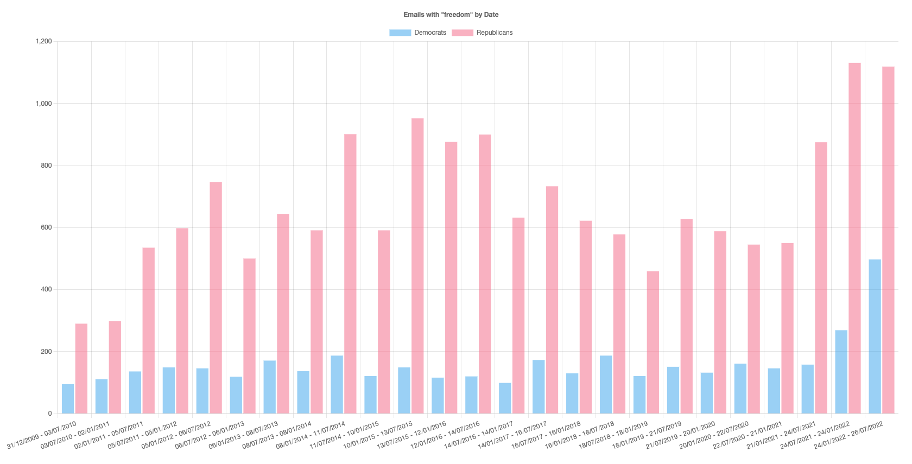 Emails with "freedom" by Date
Democrats Republicans
1,200
1,000
800
600
400
200
0
31/12/2009 - 03/07/2010
03/07/2010 - 02/01/2011
02/01/2011 - 05/07/2011
05/07/2011 - 05/01/2012
05/01/2012 - 06/07/2012
06/07/2012 - 06/01/2013
06/01/2013 - 08/07/2013
08/07/2013 - 08/01/2014
08/01/2014 - 11/07/2014
11/07/2014 - 10/01/2015
10/01/2015 - 13/07/2015
13/07/2015 - 12/01/2016
12/01/2016 - 14/07/2016
14/07/2016 - 14/01/2017
14/01/2017 - 16/07/2017
16/07/2017 - 16/01/2018
16/01/2018 - 18/07/2018
18/07/2018 - 18/01/2019
18/01/2019 - 21/07/2019
21/07/2019 - 20/01/2020
20/01/2020 - 22/07/2020
22/07/2020 - 21/01/2021
21/01/2021 - 24/07/2021
24/07/2021 - 24/01/2022
24/01/2022 - 26/07/2022